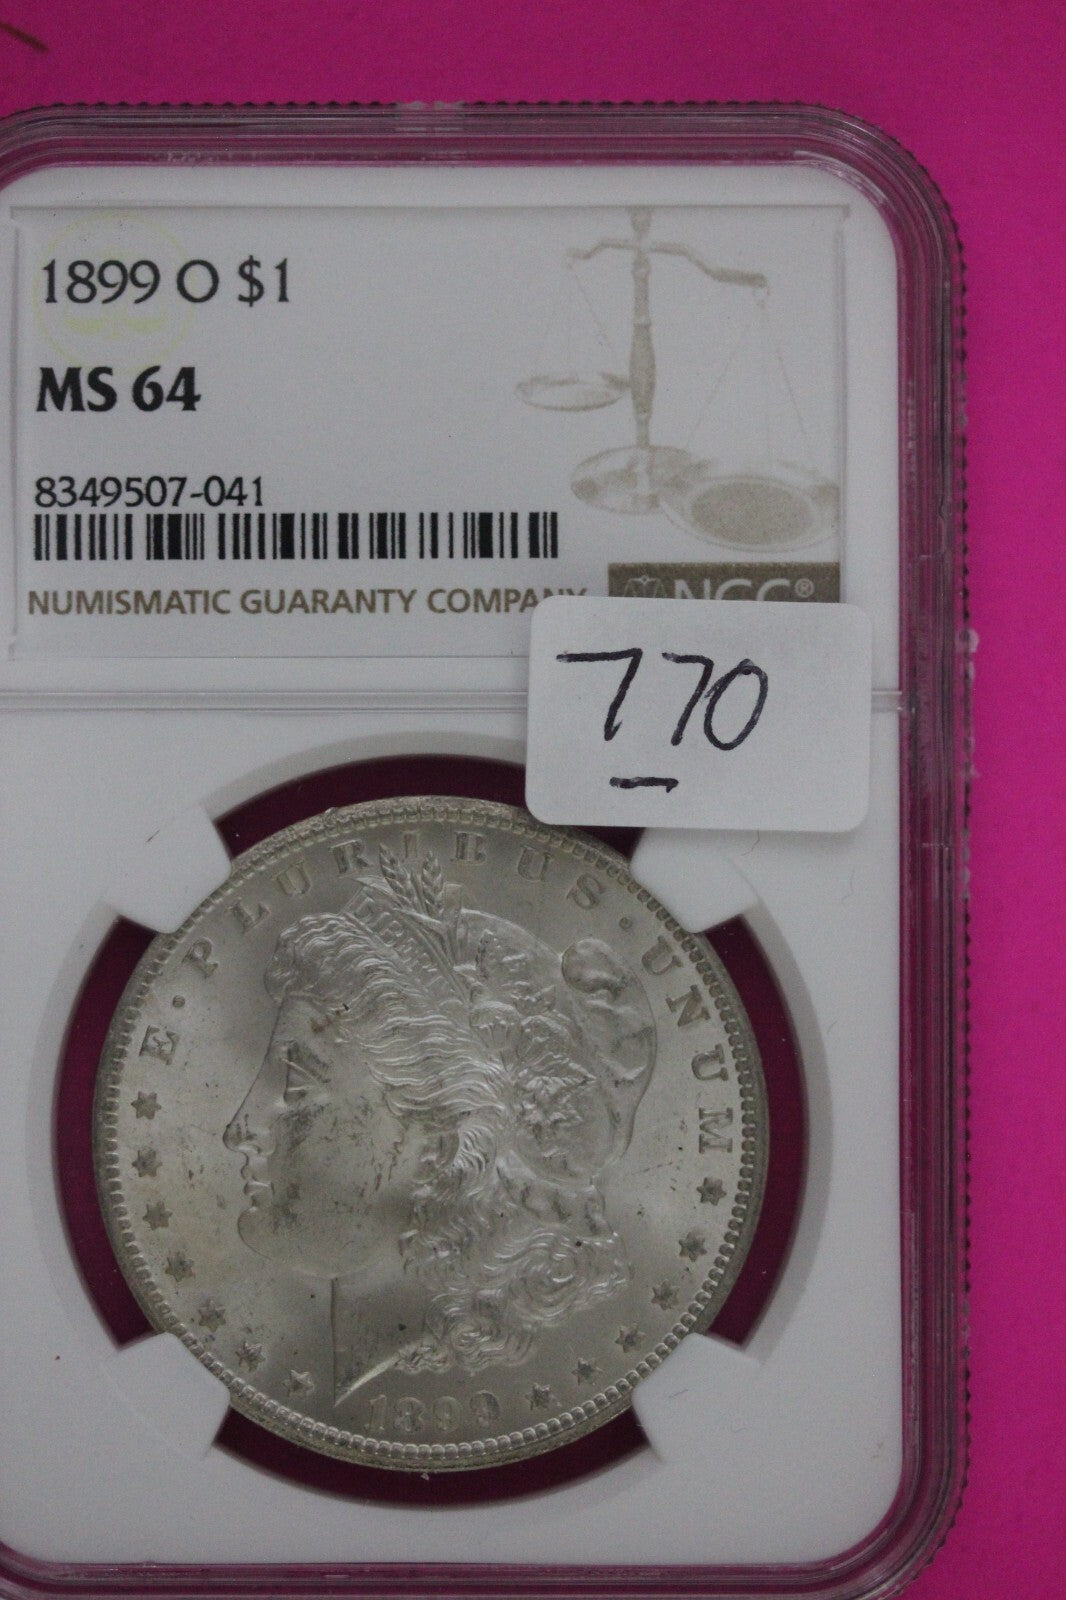 1899 O $1
MS 64
8349507-041
NUMISMATIC GUARANTY COMPANY
NGC®
770
E · PLURIBUS · UNUM
LIBERTY
1899